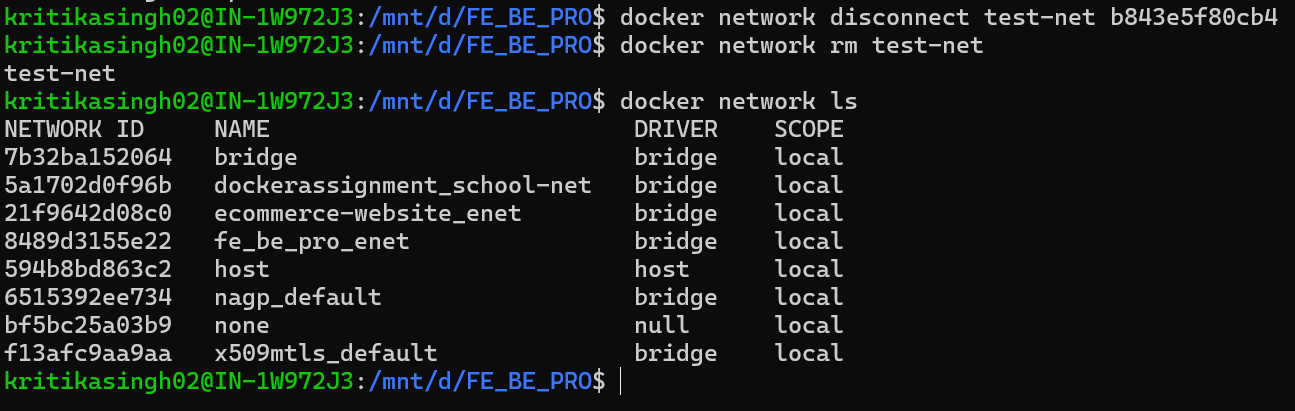 kritikasingh02@IN-1W972J3:/mnt/d/FE_BE_PRO$ docker network disconnect test-net b843e5f80cb4
kritikasingh02@IN-1W972J3:/mnt/d/FE_BE_PRO$ docker network rm test-net
test-net
kritikasingh02@IN-1W972J3:/mnt/d/FE_BE_PRO$ docker network ls
NETWORK ID     NAME                          DRIVER    SCOPE
7b32ba152064   bridge                        bridge    local
5a1702d0f96b   dockerassignment_school-net   bridge    local
21f9642d08c0   ecommerce-website_enet        bridge    local
8489d3155e22   fe_be_pro_enet                bridge    local
594b8bd863c2   host                          host      local
6515392ee734   nagp_default                  bridge    local
bf5bc25a03b9   none                          null      local
f13afc9aa9aa   x509mtls_default              bridge    local
kritikasingh02@IN-1W972J3:/mnt/d/FE_BE_PRO$